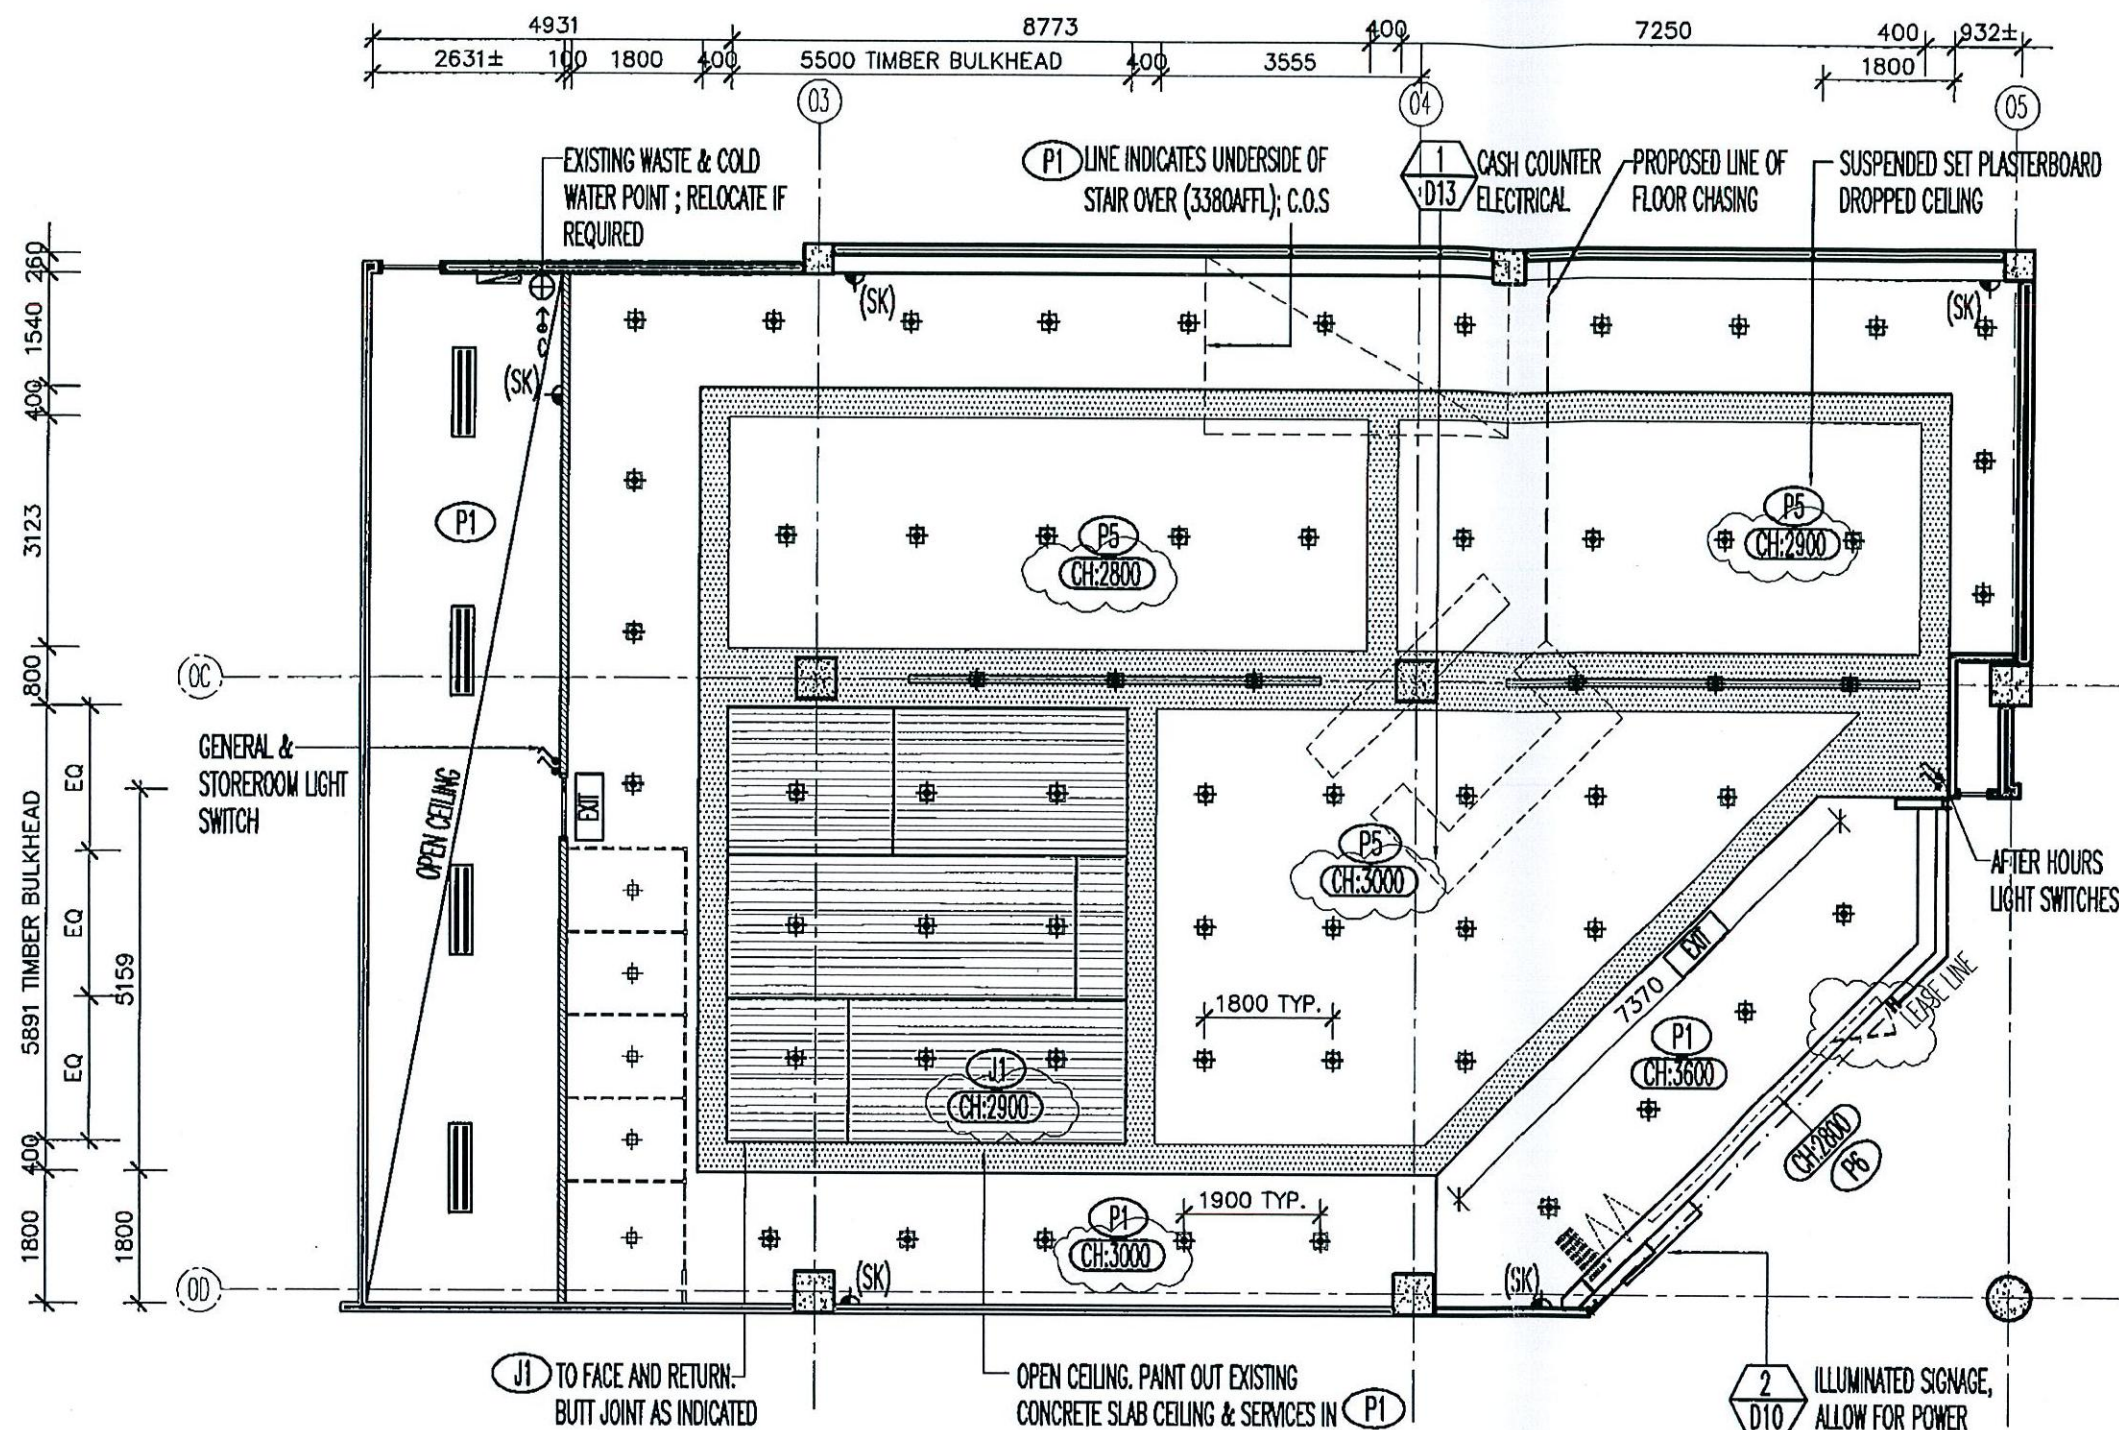 4931
8773
400
7250
400
932±
2631±
100
1800
400
5500 TIMBER BULKHEAD
400
3555
1800
03
04
05
EXISTING WASTE & COLD
WATER POINT ; RELOCATE IF
REQUIRED
P1
LINE INDICATES UNDERSIDE OF
STAIR OVER (3380AFFL); C.O.S
1
D13
CASH COUNTER
ELECTRICAL
PROPOSED LINE OF
FLOOR CHASING
SUSPENDED SET PLASTERBOARD
DROPPED CEILING
260
1540
400
3123
800
5891 TIMBER BULKHEAD
400
1800
EQ
EQ
EQ
5159
1800
(SK)
(SK)
(SK)
C
P1
P5
CH:2800
P5
CH:2900
0C
GENERAL &
STOREROOM LIGHT
SWITCH
OPEN CEILING
EXIT
P5
CH:3000
AFTER HOURS
LIGHT SWITCHES
EXIT
7370
LEASE LINE
1800 TYP.
P1
CH:3600
J1
CH:2900
CH:2800
P6
1900 TYP.
P1
CH:3000
0D
(SK)
(SK)
J1
TO FACE AND RETURN.
BUTT JOINT AS INDICATED
OPEN CEILING. PAINT OUT EXISTING
CONCRETE SLAB CEILING & SERVICES IN
P1
2
D10
ILLUMINATED SIGNAGE,
ALLOW FOR POWER